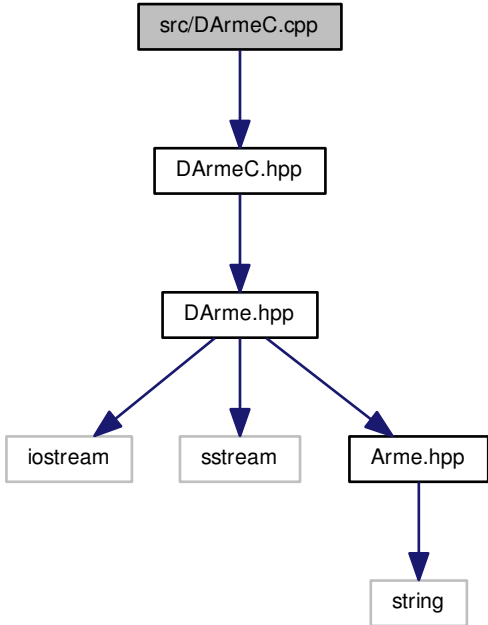 src/DArmeC.cpp
DArmeC.hpp
DArme.hpp
iostream
sstream
Arme.hpp
string